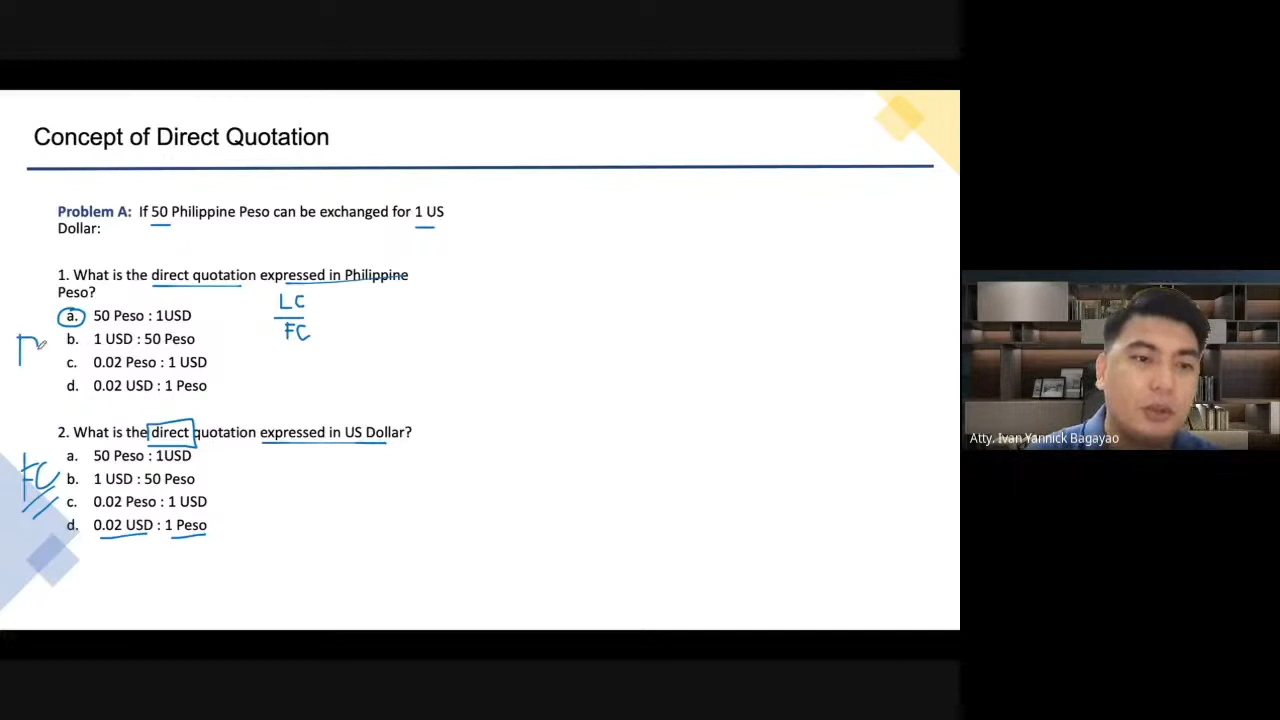 Concept of Direct Quotation
Problem A: If 50 Philippine Peso can be exchanged for 1 US
Dollar:
1. What is the direct quotation expressed in Philippine
Peso?
LC
FC
a. 50 Peso : 1USD
b. 1 USD : 50 Peso
c. 0.02 Peso : 1 USD
d. 0.02 USD : 1 Peso
2. What is the direct quotation expressed in US Dollar?
a. 50 Peso : 1USD
FC
b. 1 USD : 50 Peso
c. 0.02 Peso : 1 USD
d. 0.02 USD : 1 Peso
Atty. Ivan Yannick Bagayao